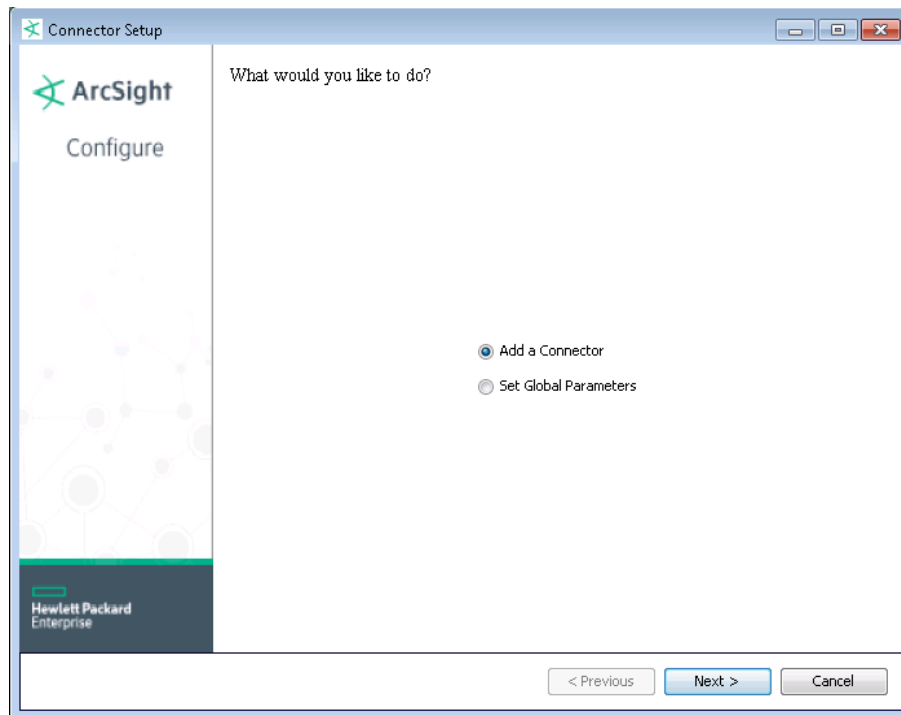 Connector Setup
ArcSight
Configure
What would you like to do?
Add a Connector
Set Global Parameters
Hewlett Packard
Enterprise
< Previous
Next >
Cancel